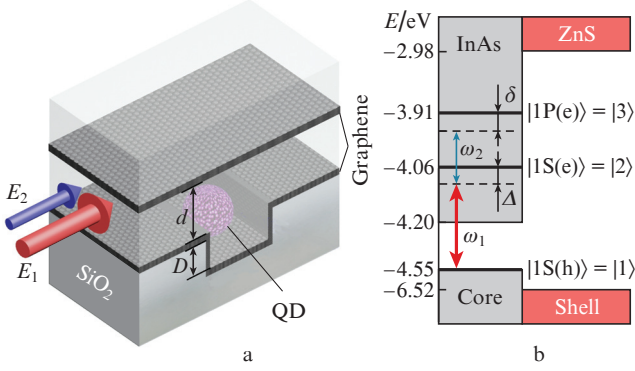 E₂
E₁
SiO₂
d
D
QD
Graphene
a
E/eV
−2.98
−3.91
−4.06
−4.20
−4.55
−6.52
InAs
ZnS
δ
|1P(e)⟩ = |3⟩
ω₂
|1S(e)⟩ = |2⟩
Δ
ω₁
|1S(h)⟩ = |1⟩
Core
Shell
b